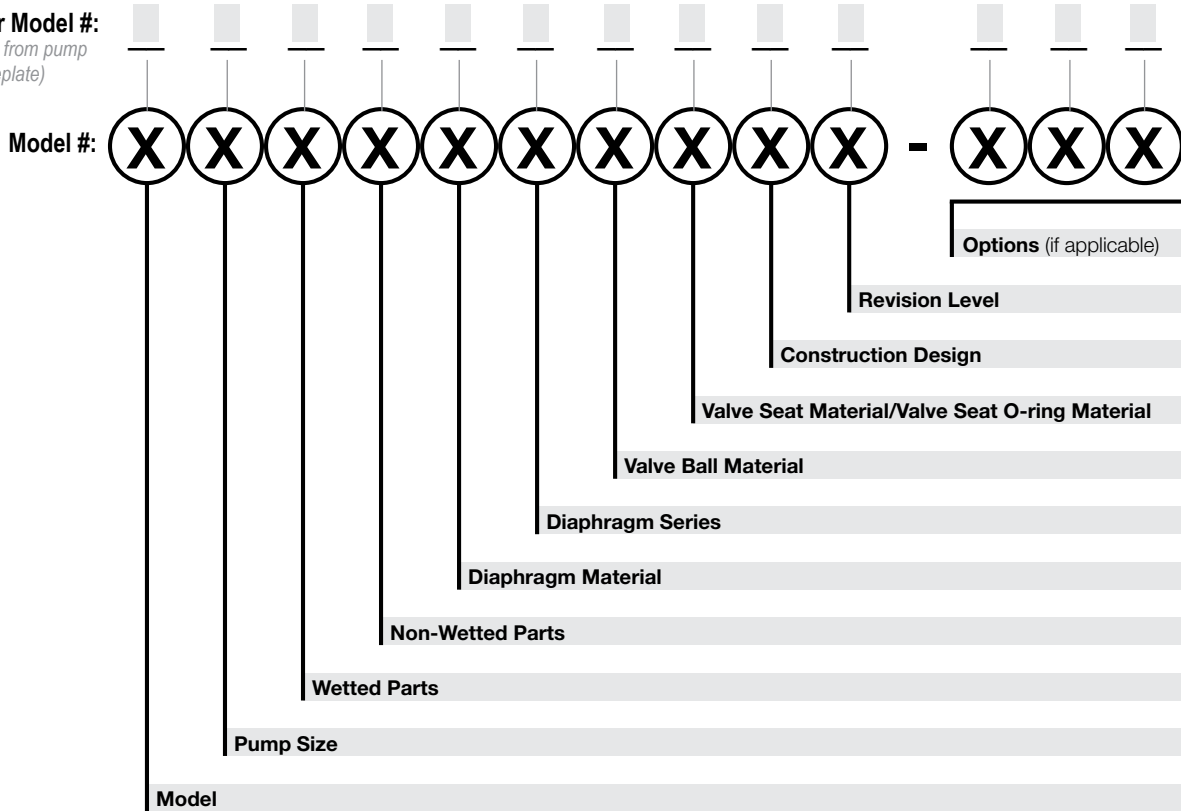 r Model #:
from pump
plate)
Model #: X X X X X X X X X X - X X X
Options (if applicable)
Revision Level
Construction Design
Valve Seat Material/Valve Seat O-ring Material
Valve Ball Material
Diaphragm Series
Diaphragm Material
Non-Wetted Parts
Wetted Parts
Pump Size
Model